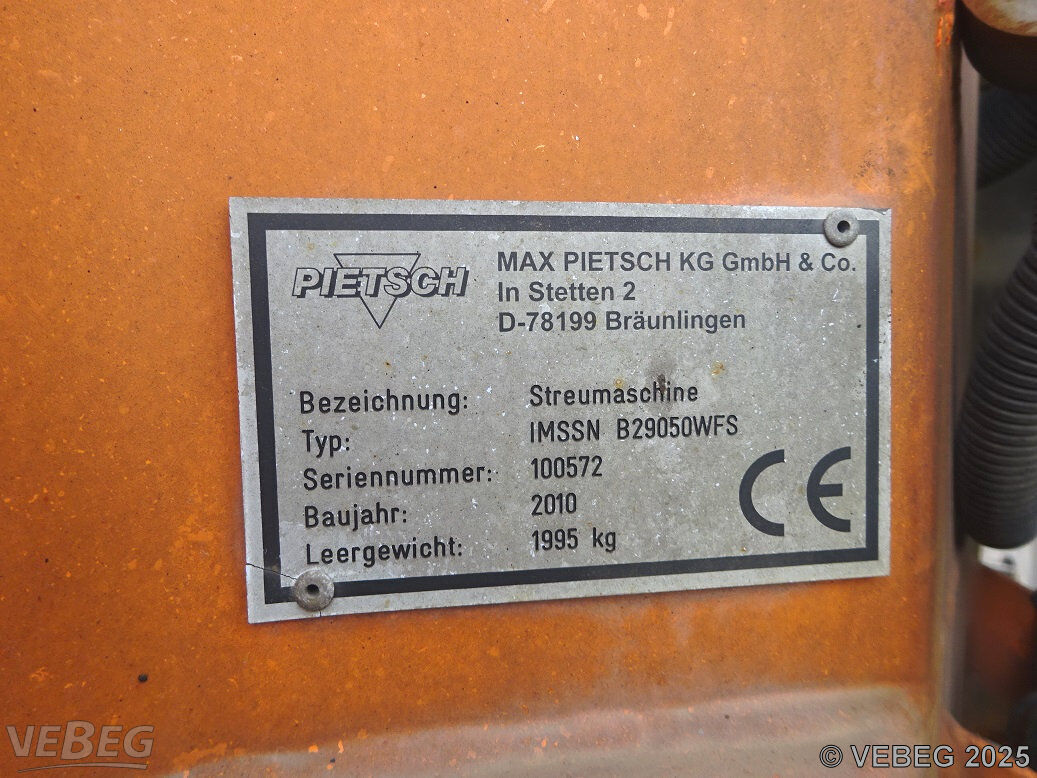 PIETSCH
MAX PIETSCH KG GmbH & Co.
In Stetten 2
D-78199 Bräunlingen
Bezeichnung: Streumaschine
Typ: IMSSN B29050WFS
Seriennummer: 100572
Baujahr: 2010
Leergewicht: 1995 kg
CE
VEBEG
© VEBEG 2025